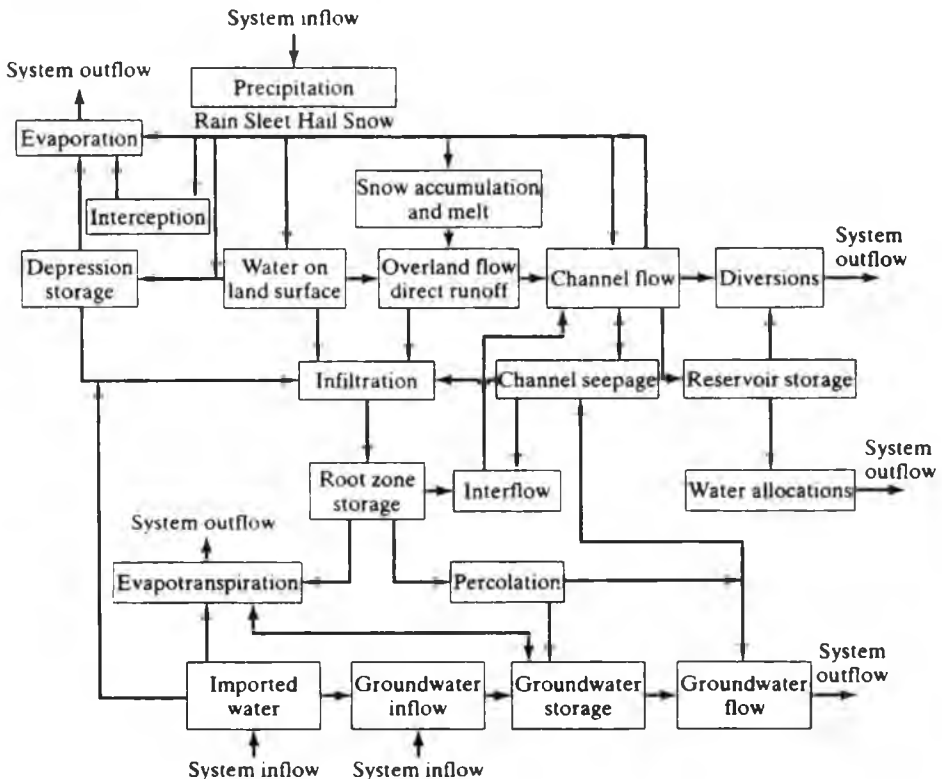 System inflow
System outflow
Precipitation
Rain Sleet Hail Snow
Evaporation
Snow accumulation
and melt
Interception
System
outflow
Depression
storage
Water on
land surface
Overland flow
direct runoff
Channel flow
Diversions
Infiltration
Channel seepage
Reservoir storage
System
outflow
Root zone
storage
Interflow
Water allocations
System outflow
Evapotranspiration
Percolation
System
outflow
Imported
water
Groundwater
inflow
Groundwater
storage
Groundwater
flow
System inflow
System inflow